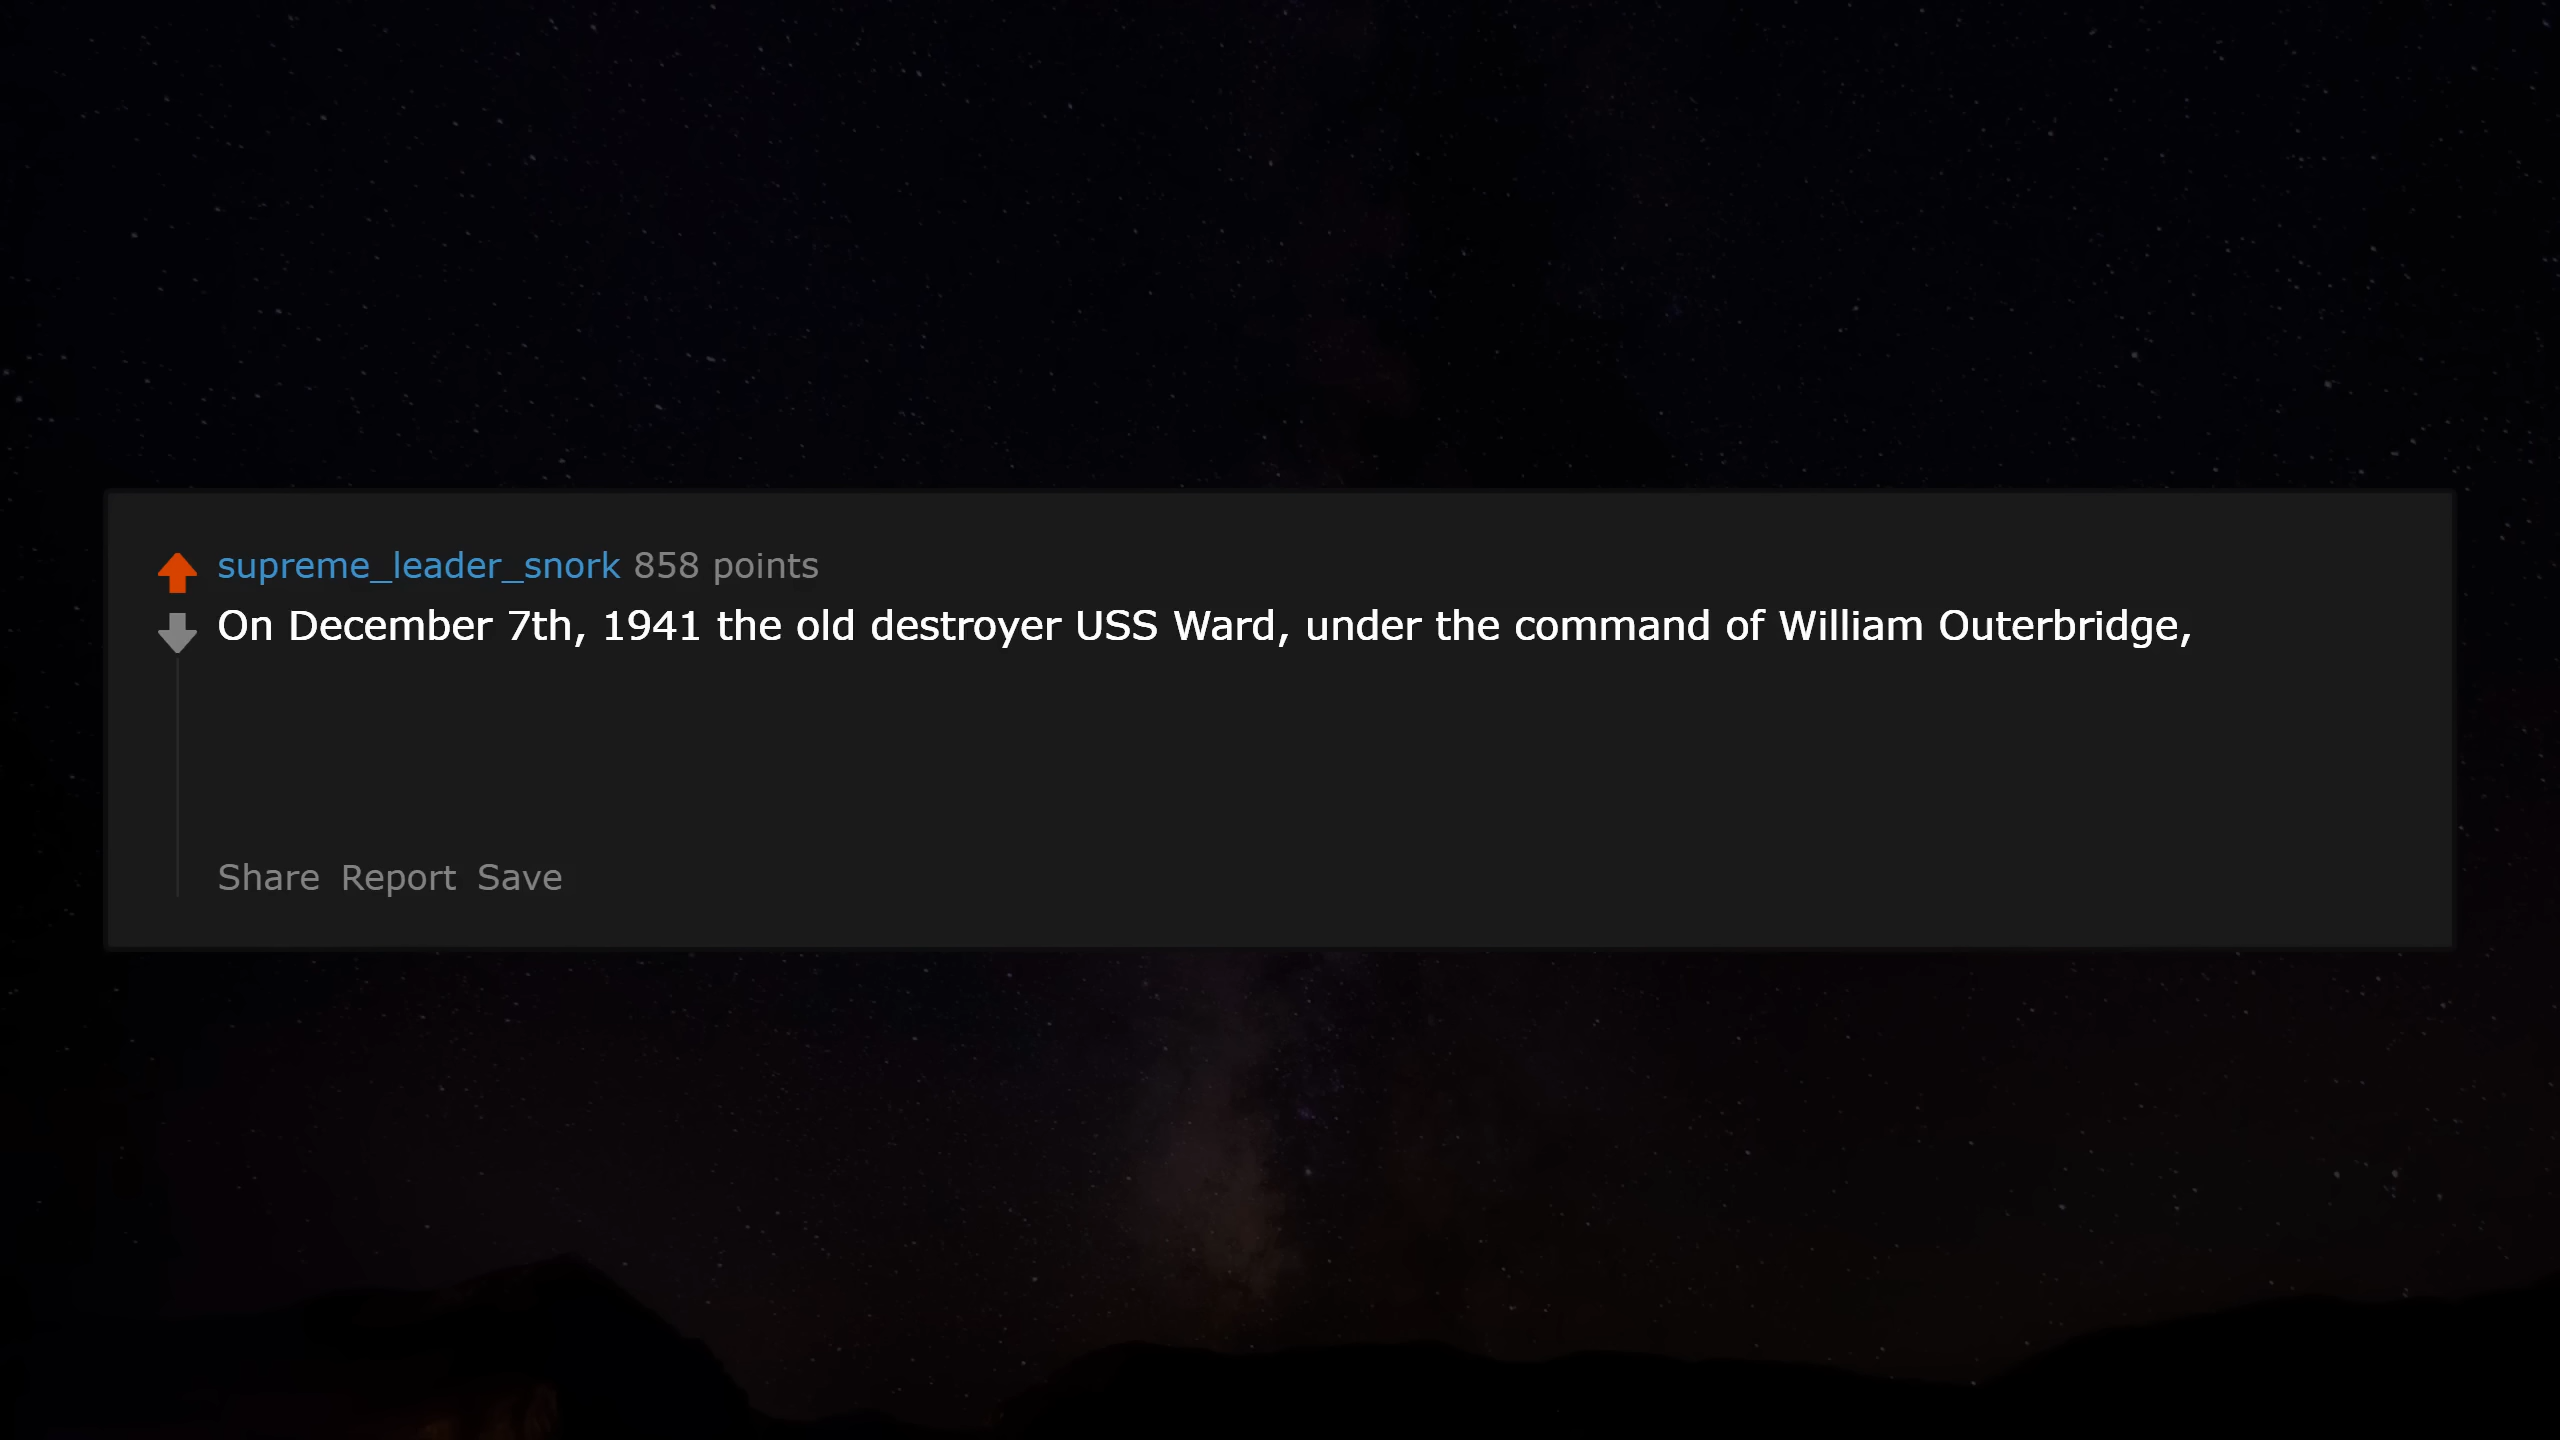 supreme_leader_snork 858 points
On December 7th, 1941 the old destroyer USS Ward, under the command of William Outerbridge,
Share Report Save